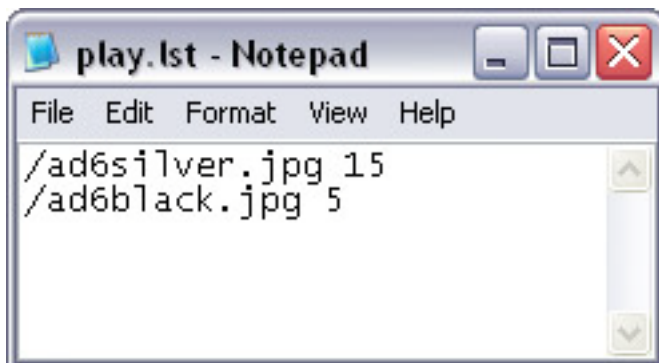 play.lst - Notepad
File Edit Format View Help
/ad6silver.jpg 15
/ad6black.jpg 5